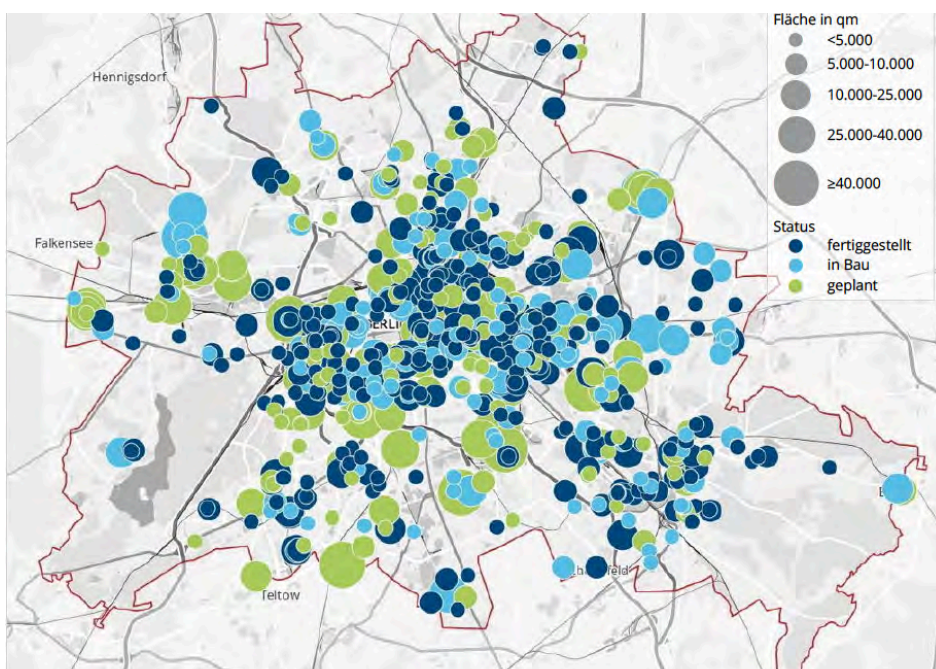 Fläche in qm
<5.000
5.000-10.000
10.000-25.000
25.000-40.000
≥40.000
Status
fertiggestellt
in Bau
geplant
Hennigsdorf
Falkensee
Teltow